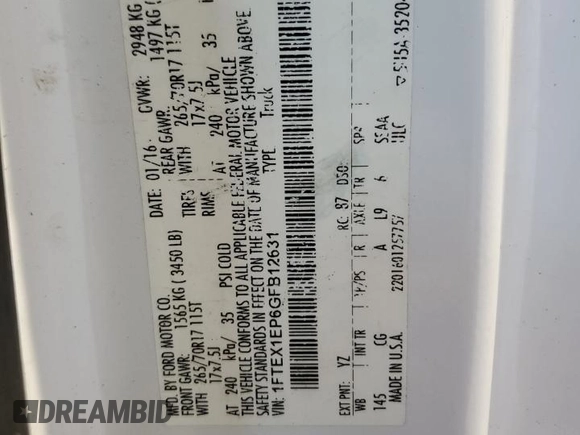 MFD. BY FORD MOTOR CO.
DATE: 01/16
GVWR: 2948 KG
FRONT GAWR: 1565 KG ( 3450 LB)
REAR GAWR: 1497 KG (
WITH 265/70R17 115T TIRES
WITH 265/70R17 115T
17x7.5J RIMS
17x7.5J
AT 240 kPa/ 35 PSI COLD
AT 240 kPa/ 35
THIS VEHICLE CONFORMS TO ALL APPLICABLE FEDERAL MOTOR VEHICLE
SAFETY STANDARDS IN EFFECT ON THE DATE OF MANUFACTURE SHOWN ABOVE.
VIN: 1FTEX1EP6GFB12631
TYPE Truck
EXT PNT: YZ RC: 87 DSO:
WB INT TR TP/PS R AXLE TR SPR
145 CG A L9 6 SEAA
MADE IN U.S.A.
DREAMBID